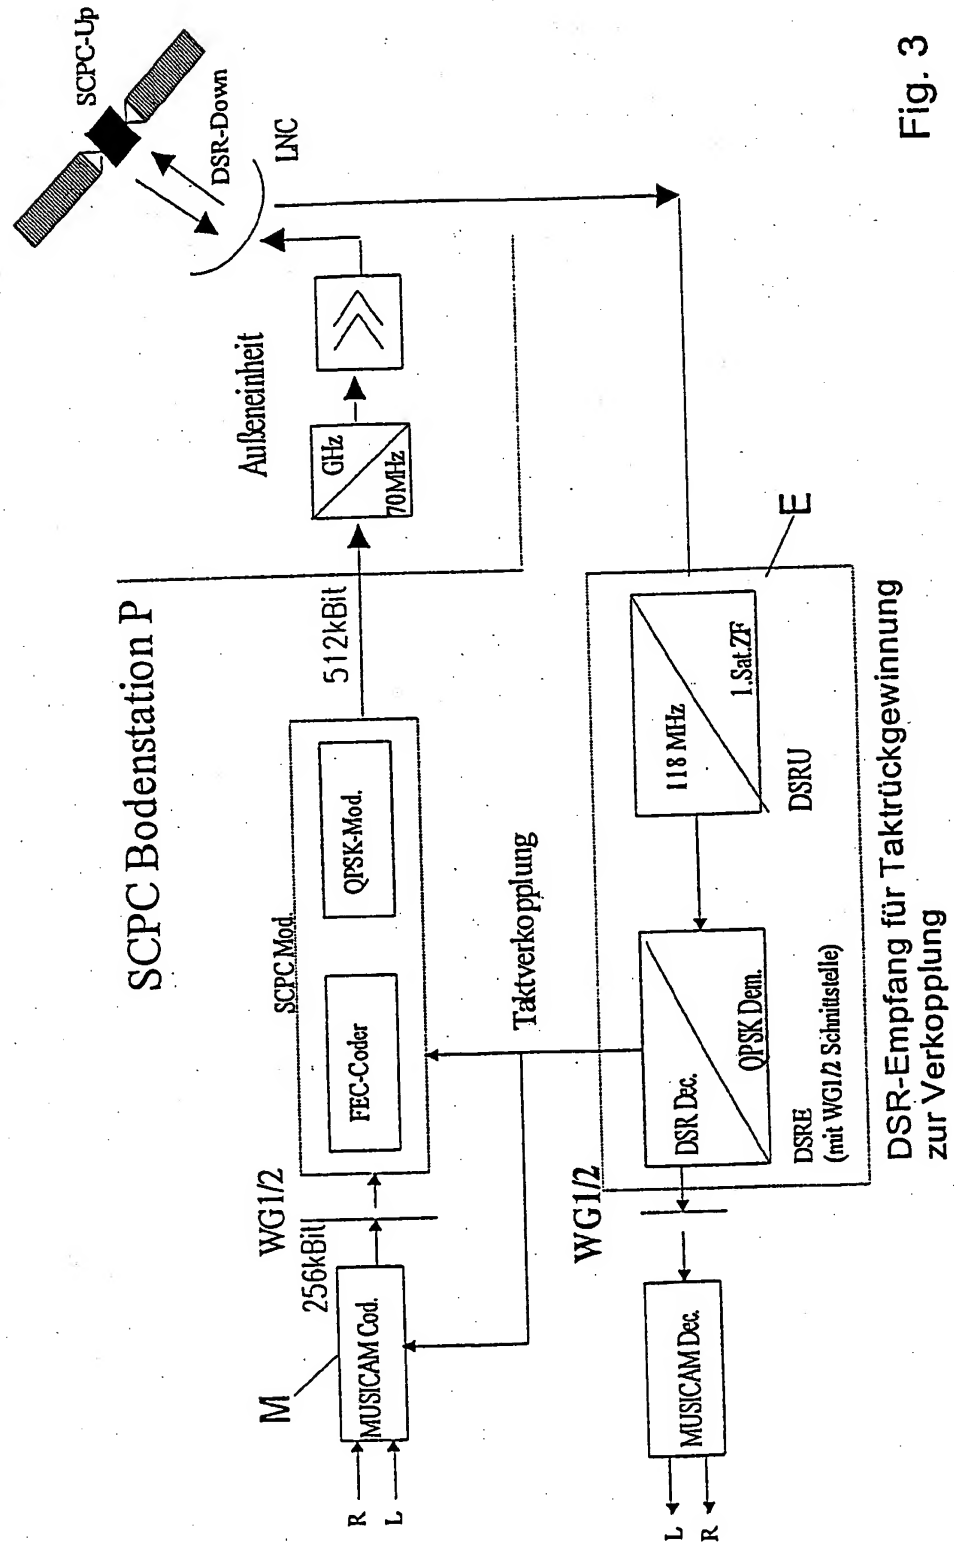 SCPC Bodenstation P
SCPC-Up
DSR-Down
LNC
Außeneinheit
GHz
70MHz
512kBit
SCPC Mod.
QPSK-Mod.
FEC-Coder
WG1/2
256kBit
M
MUSICAM Cod.
R
L
Taktverkopplung
E
118 MHz
1.Sat.ZF
DSRU
DSR Dec.
QPSK Dem.
DSRE
(mit WG1/2 Schnittstelle)
WG1/2
MUSICAM Dec.
L
R
DSR-Empfang für Taktrückgewinnung
zur Verkopplung
Fig. 3